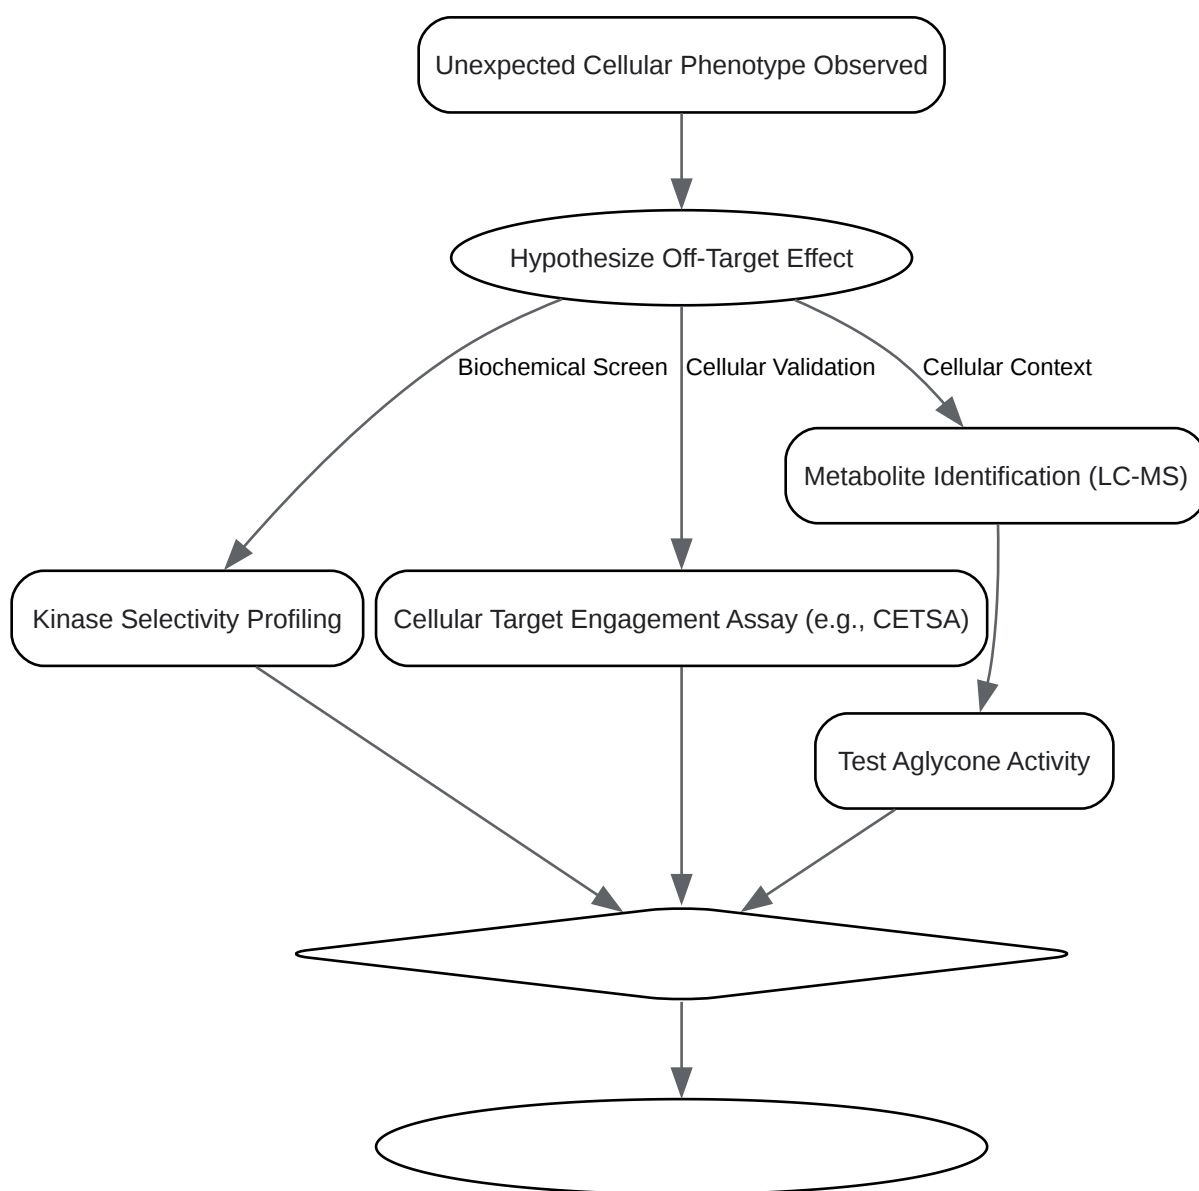 Unexpected Cellular Phenotype Observed
Hypothesize Off-Target Effect
Biochemical Screen
Cellular Validation
Cellular Context
Metabolite Identification (LC-MS)
Kinase Selectivity Profiling
Cellular Target Engagement Assay (e.g., CETSA)
Test Aglycone Activity